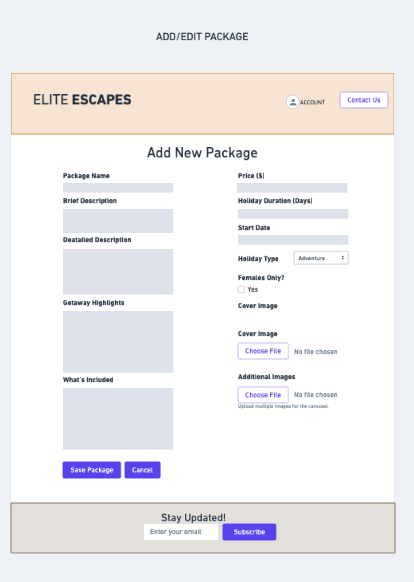 ADD/EDIT PACKAGE
ELITE ESCAPES
ACCOUNT
Contact Us
Add New Package
Package Name
Brief Description
Deatailed Description
Getaway Highlights
What's Included
Save Package
Cancel
Price ($)
Holiday Duration (Days)
Start Date
Holiday Type
Adventure
Females Only?
Yes
Cover Image
Cover Image
Choose File
No file chosen
Additional Images
Choose File
No file chosen
Upload multiple images for the carousel.
Stay Updated!
Enter your email
Subscribe